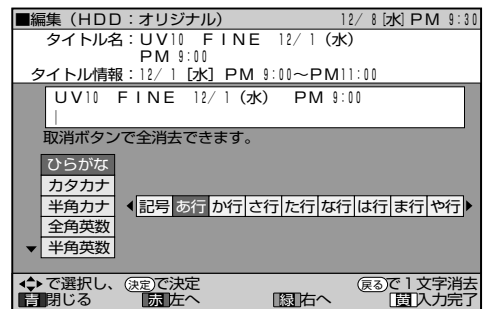 ■編集（HDD：オリジナル） 12/ 8 [水] PM 9:30
タイトル名：UV10 FINE 12/ 1（水）
PM 9:00
タイトル情報：12/ 1 [水] PM 9:00～PM11:00
UV10 FINE 12/ 1（水） PM 9:00
取消ボタンで全消去できます。
ひらがな
カタカナ
半角カナ
全角英数
半角英数
記号 あ行 か行 さ行 た行 な行 は行 ま行 や行
で選択し、決定で決定 戻るで1文字消去
青閉じる 赤左へ 緑右へ 黄入力完了